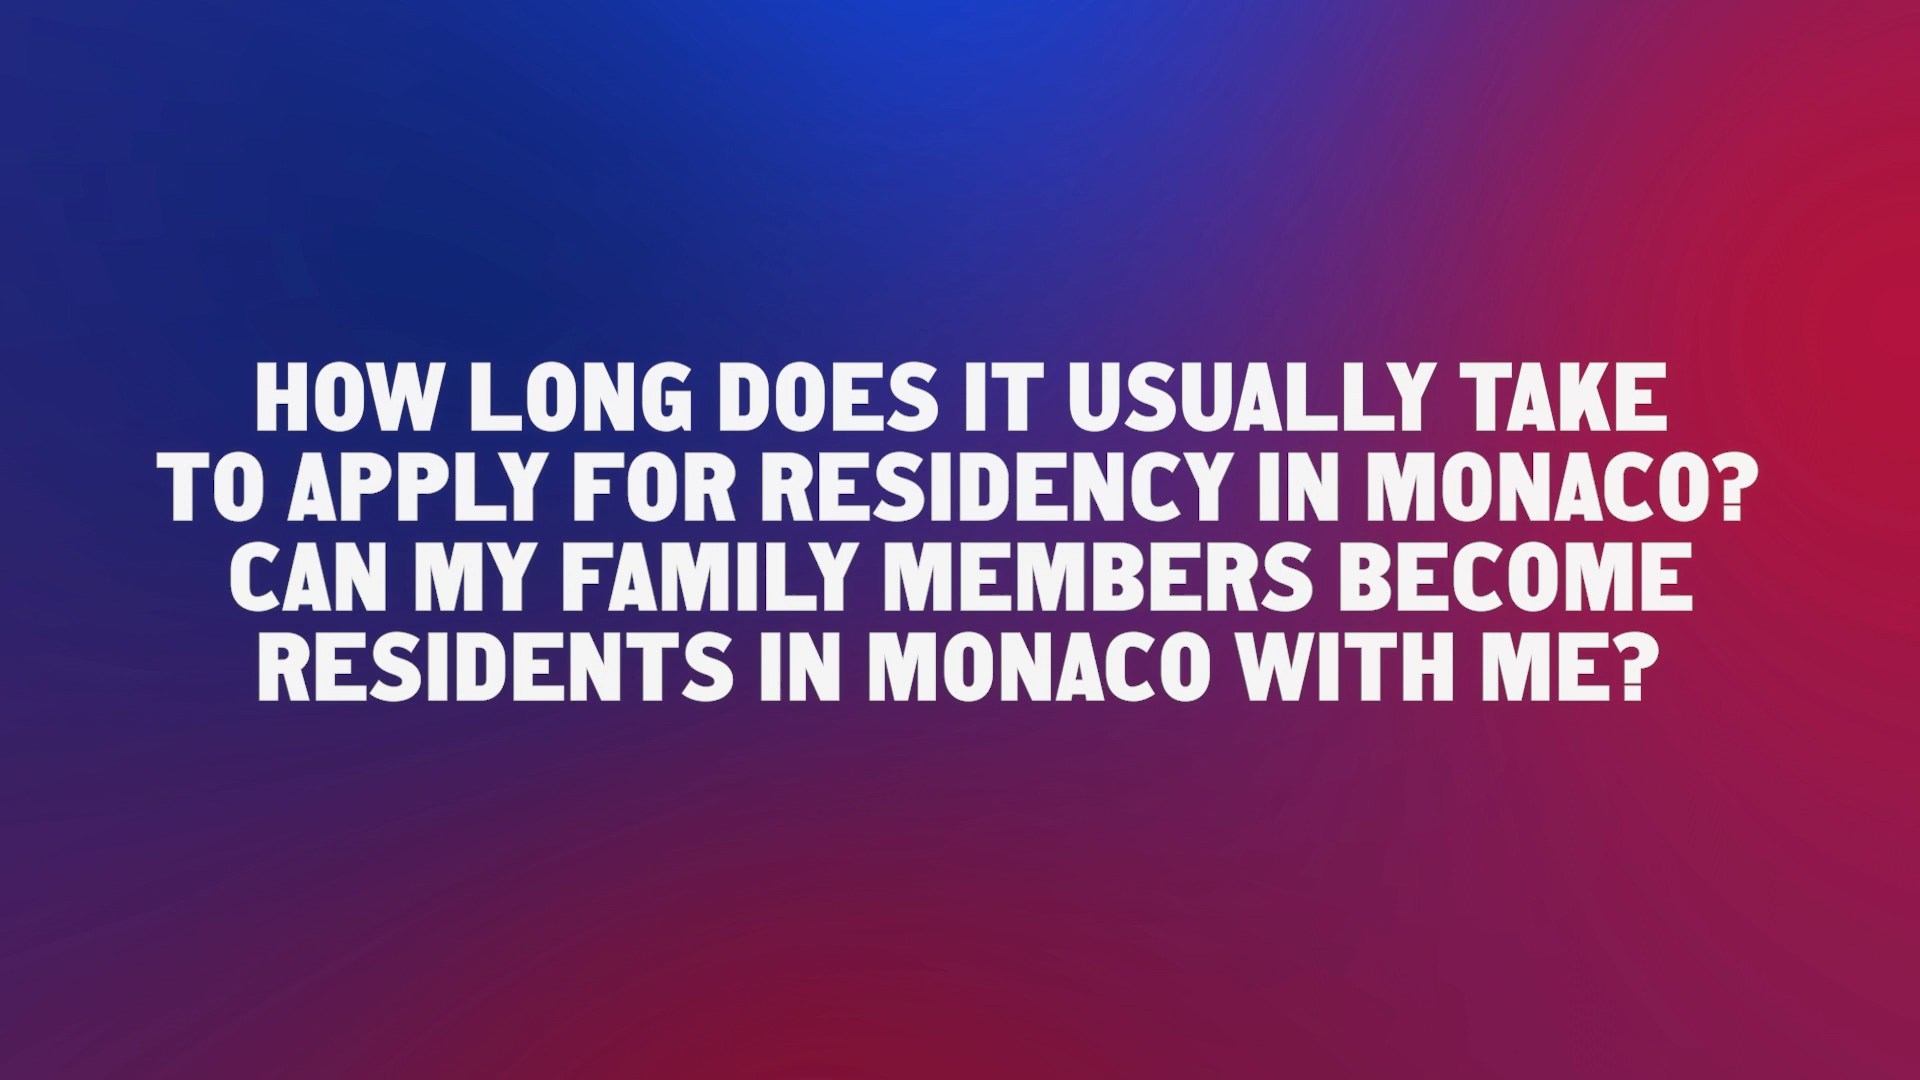 HOW LONG DOES IT USUALLY TAKE
TO APPLY FOR RESIDENCY IN MONACO?
CAN MY FAMILY MEMBERS BECOME
RESIDENTS IN MONACO WITH ME?